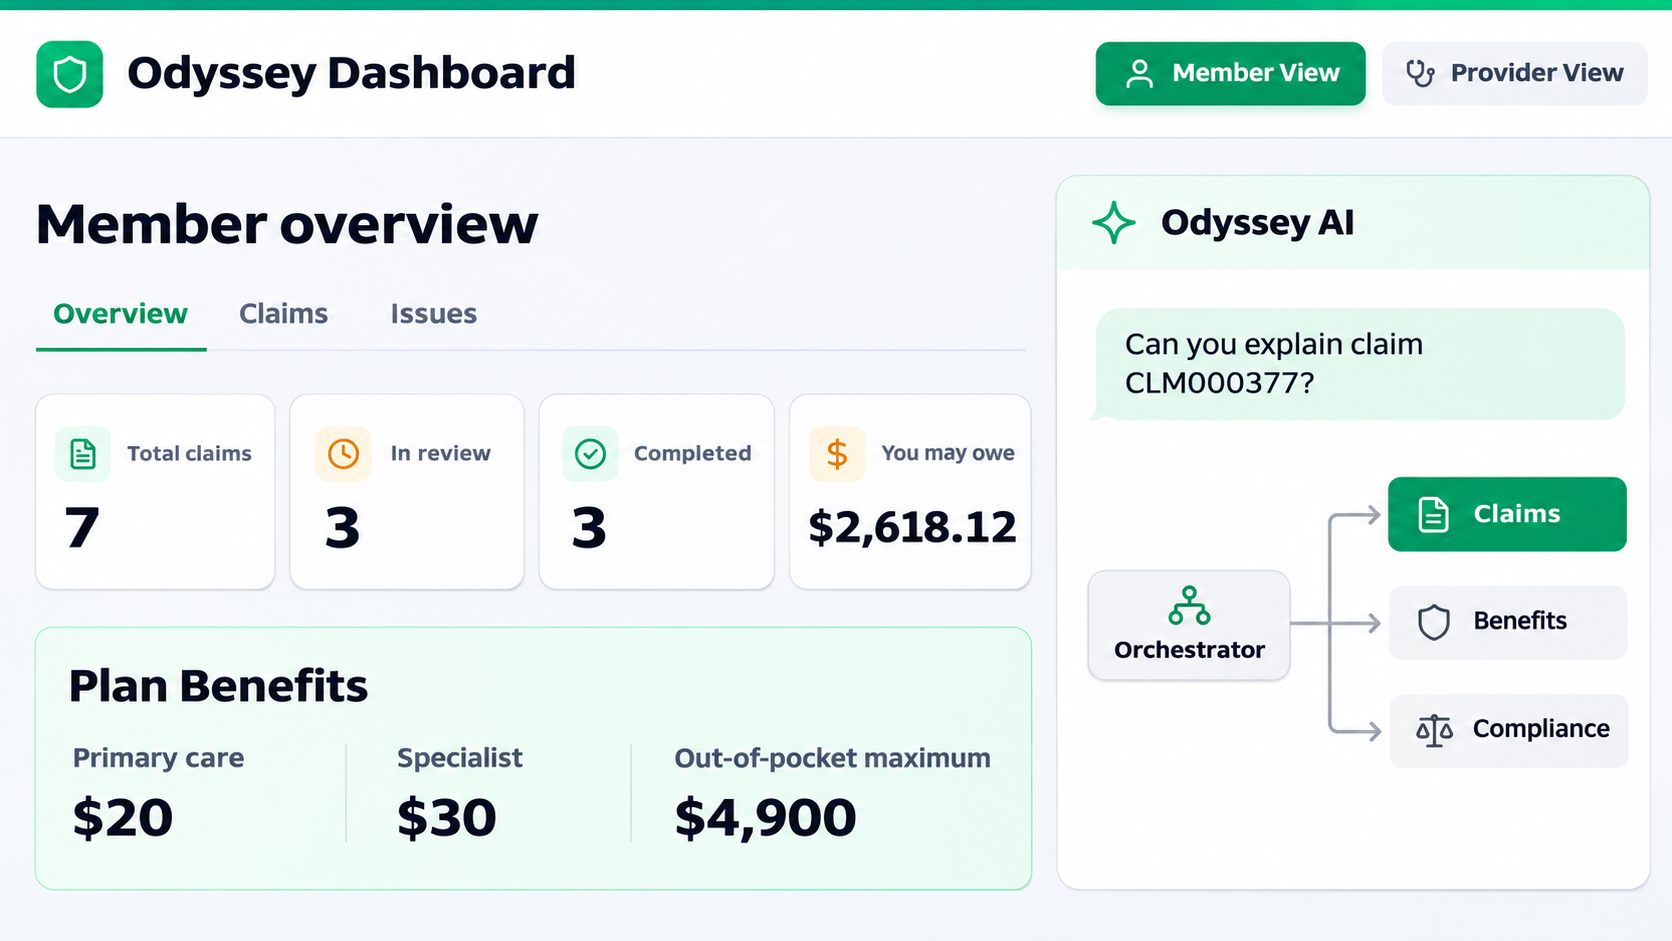 Odyssey Dashboard
Member View
Provider View
Member overview
Overview
Claims
Issues
Total claims
7
In review
3
Completed
3
You may owe
$2,618.12
Plan Benefits
Primary care
$20
Specialist
$30
Out-of-pocket maximum
$4,900
Odyssey AI
Can you explain claim
CLM000377?
Orchestrator
Claims
Benefits
Compliance